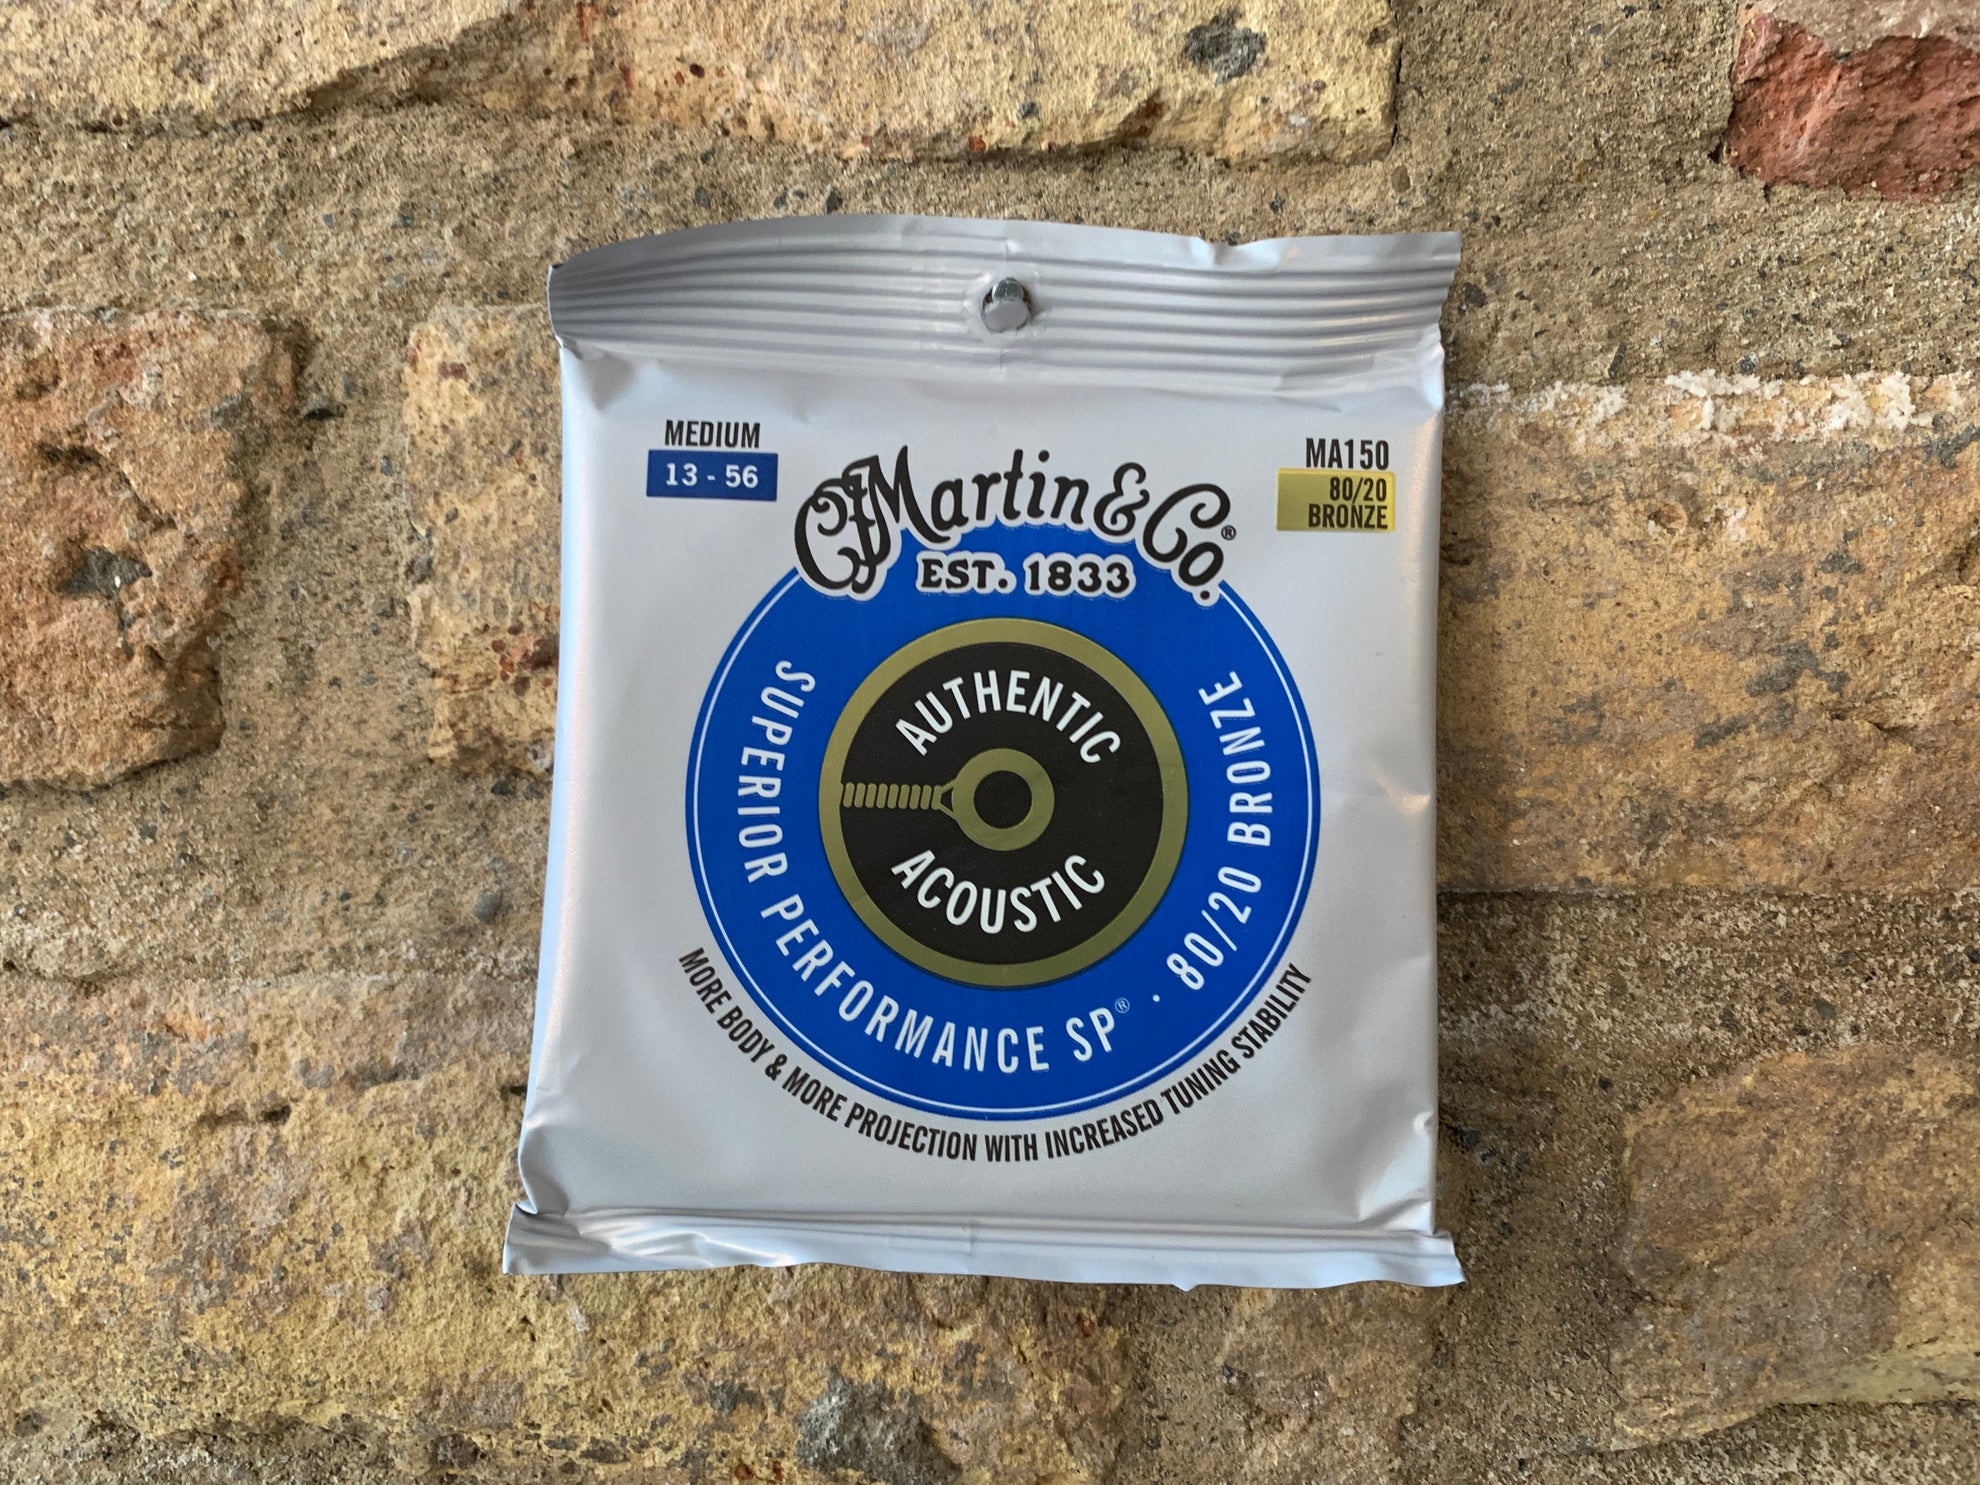 MEDIUM
13 - 56
MA150
80/20
BRONZE
CFMartin & Co.®
EST. 1833
AUTHENTIC
ACOUSTIC
SUPERIOR PERFORMANCE SP® · 80/20 BRONZE
MORE BODY & MORE PROJECTION WITH INCREASED TUNING STABILITY